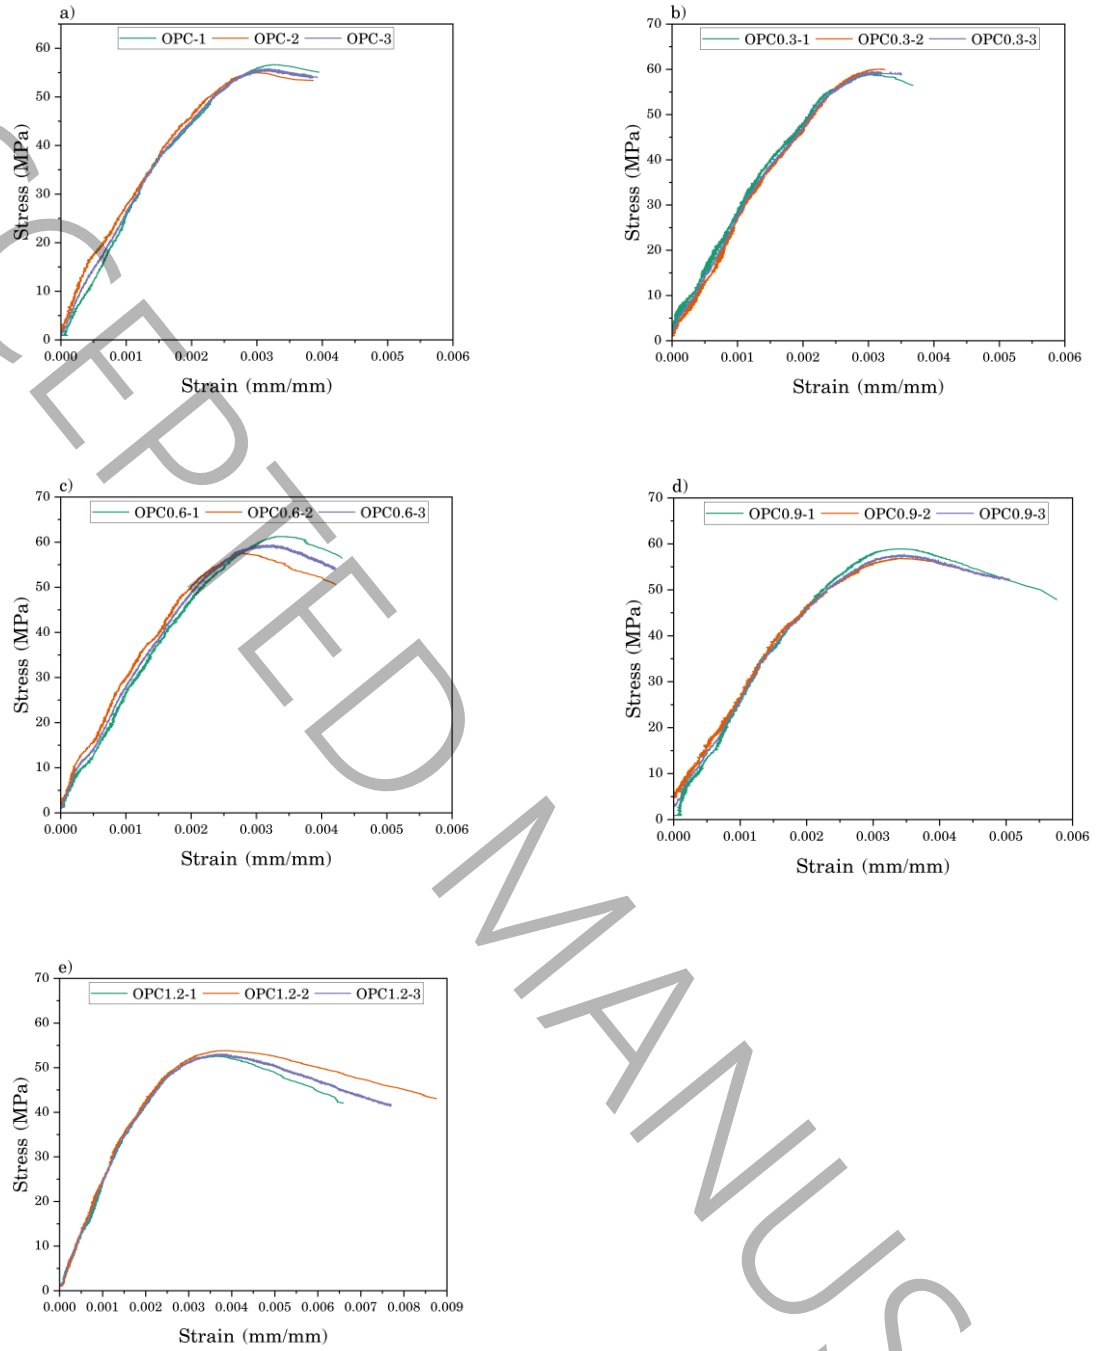 a)
OPC-1 OPC-2 OPC-3
60
50
40
30
20
10
0
Stress (MPa)
0.000 0.001 0.002 0.003 0.004 0.005 0.006
Strain (mm/mm)
b)
70
OPC0.3-1 OPC0.3-2 OPC0.3-3
60
50
40
30
20
10
0
Stress (MPa)
0.000 0.001 0.002 0.003 0.004 0.005 0.006
Strain (mm/mm)
c)
70
OPC0.6-1 OPC0.6-2 OPC0.6-3
60
50
40
30
20
10
0
Stress (MPa)
0.000 0.001 0.002 0.003 0.004 0.005 0.006
Strain (mm/mm)
d)
70
OPC0.9-1 OPC0.9-2 OPC0.9-3
60
50
40
30
20
10
0
Stress (MPa)
0.000 0.001 0.002 0.003 0.004 0.005 0.006
Strain (mm/mm)
e)
70
OPC1.2-1 OPC1.2-2 OPC1.2-3
60
50
40
30
20
10
0
Stress (MPa)
0.000 0.001 0.002 0.003 0.004 0.005 0.006 0.007 0.008 0.009
Strain (mm/mm)
CCEPTED MANUS